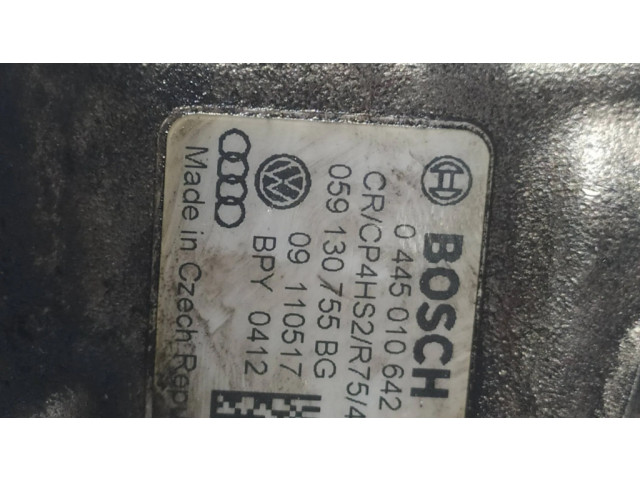 BOSCH
0 445 010 642
CR/CP4HS2/R75/4
059 130 755 BG
09 110517
BPY 0412
Made in Czech Repu